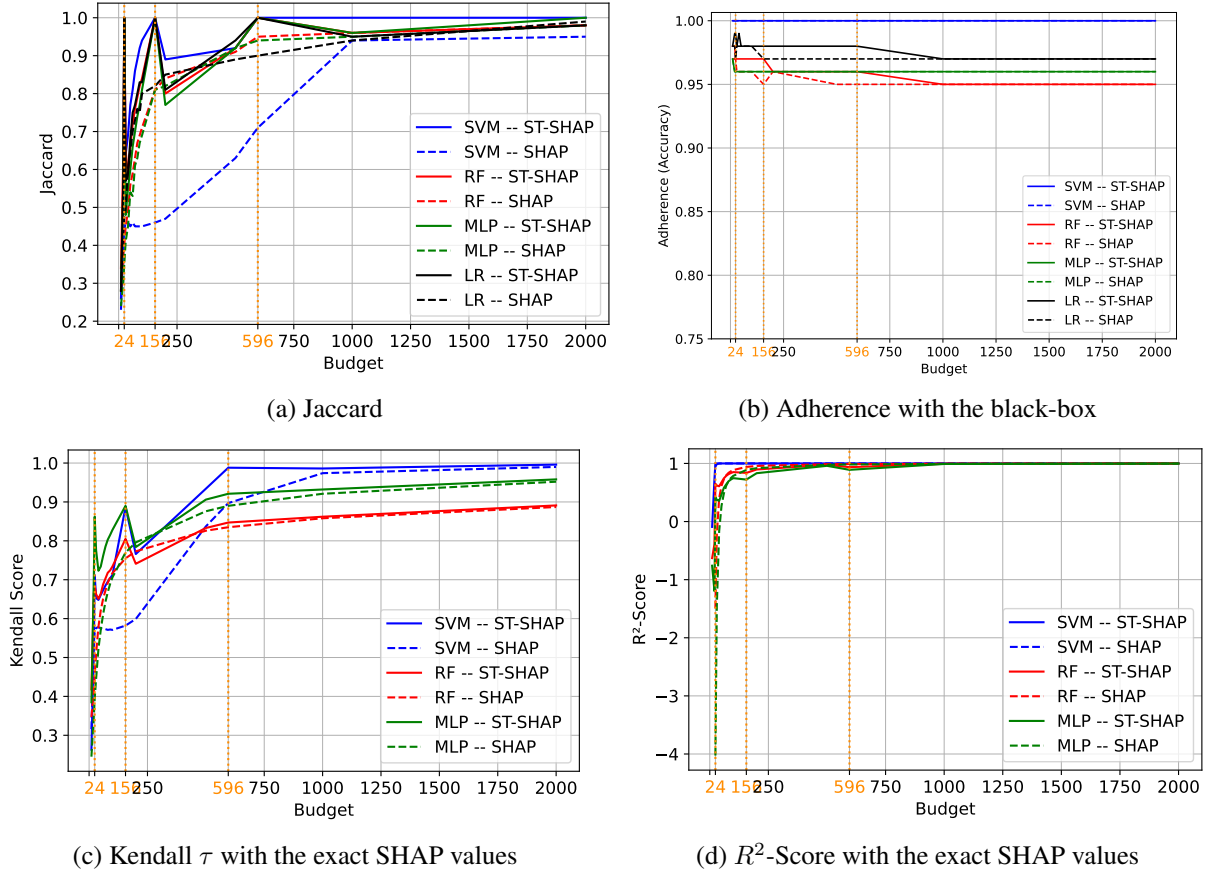 1.0
0.9
0.8
0.7
0.6
0.5
0.4
0.3
0.2
Jaccard
SVM -- ST-SHAP
SVM -- SHAP
RF -- ST-SHAP
RF -- SHAP
MLP -- ST-SHAP
MLP -- SHAP
LR -- ST-SHAP
LR -- SHAP
24 156 250 596 750 1000 1250 1500 1750 2000
Budget
(a) Jaccard
1.00
0.95
0.90
0.85
0.80
0.75
Adherence (Accuracy)
SVM -- ST-SHAP
SVM -- SHAP
RF -- ST-SHAP
RF -- SHAP
MLP -- ST-SHAP
MLP -- SHAP
LR -- ST-SHAP
LR -- SHAP
24 156 250 596 750 1000 1250 1500 1750 2000
Budget
(b) Adherence with the black-box
1.0
0.9
0.8
0.7
0.6
0.5
0.4
0.3
Kendall Score
SVM -- ST-SHAP
SVM -- SHAP
RF -- ST-SHAP
RF -- SHAP
MLP -- ST-SHAP
MLP -- SHAP
24 156 250 596 750 1000 1250 1500 1750 2000
Budget
(c) Kendall τ with the exact SHAP values
1
0
−1
−2
−3
−4
R²-Score
SVM -- ST-SHAP
SVM -- SHAP
RF -- ST-SHAP
RF -- SHAP
MLP -- ST-SHAP
MLP -- SHAP
24 156 250 596 750 1000 1250 1500 1750 2000
Budget
(d) R²-Score with the exact SHAP values